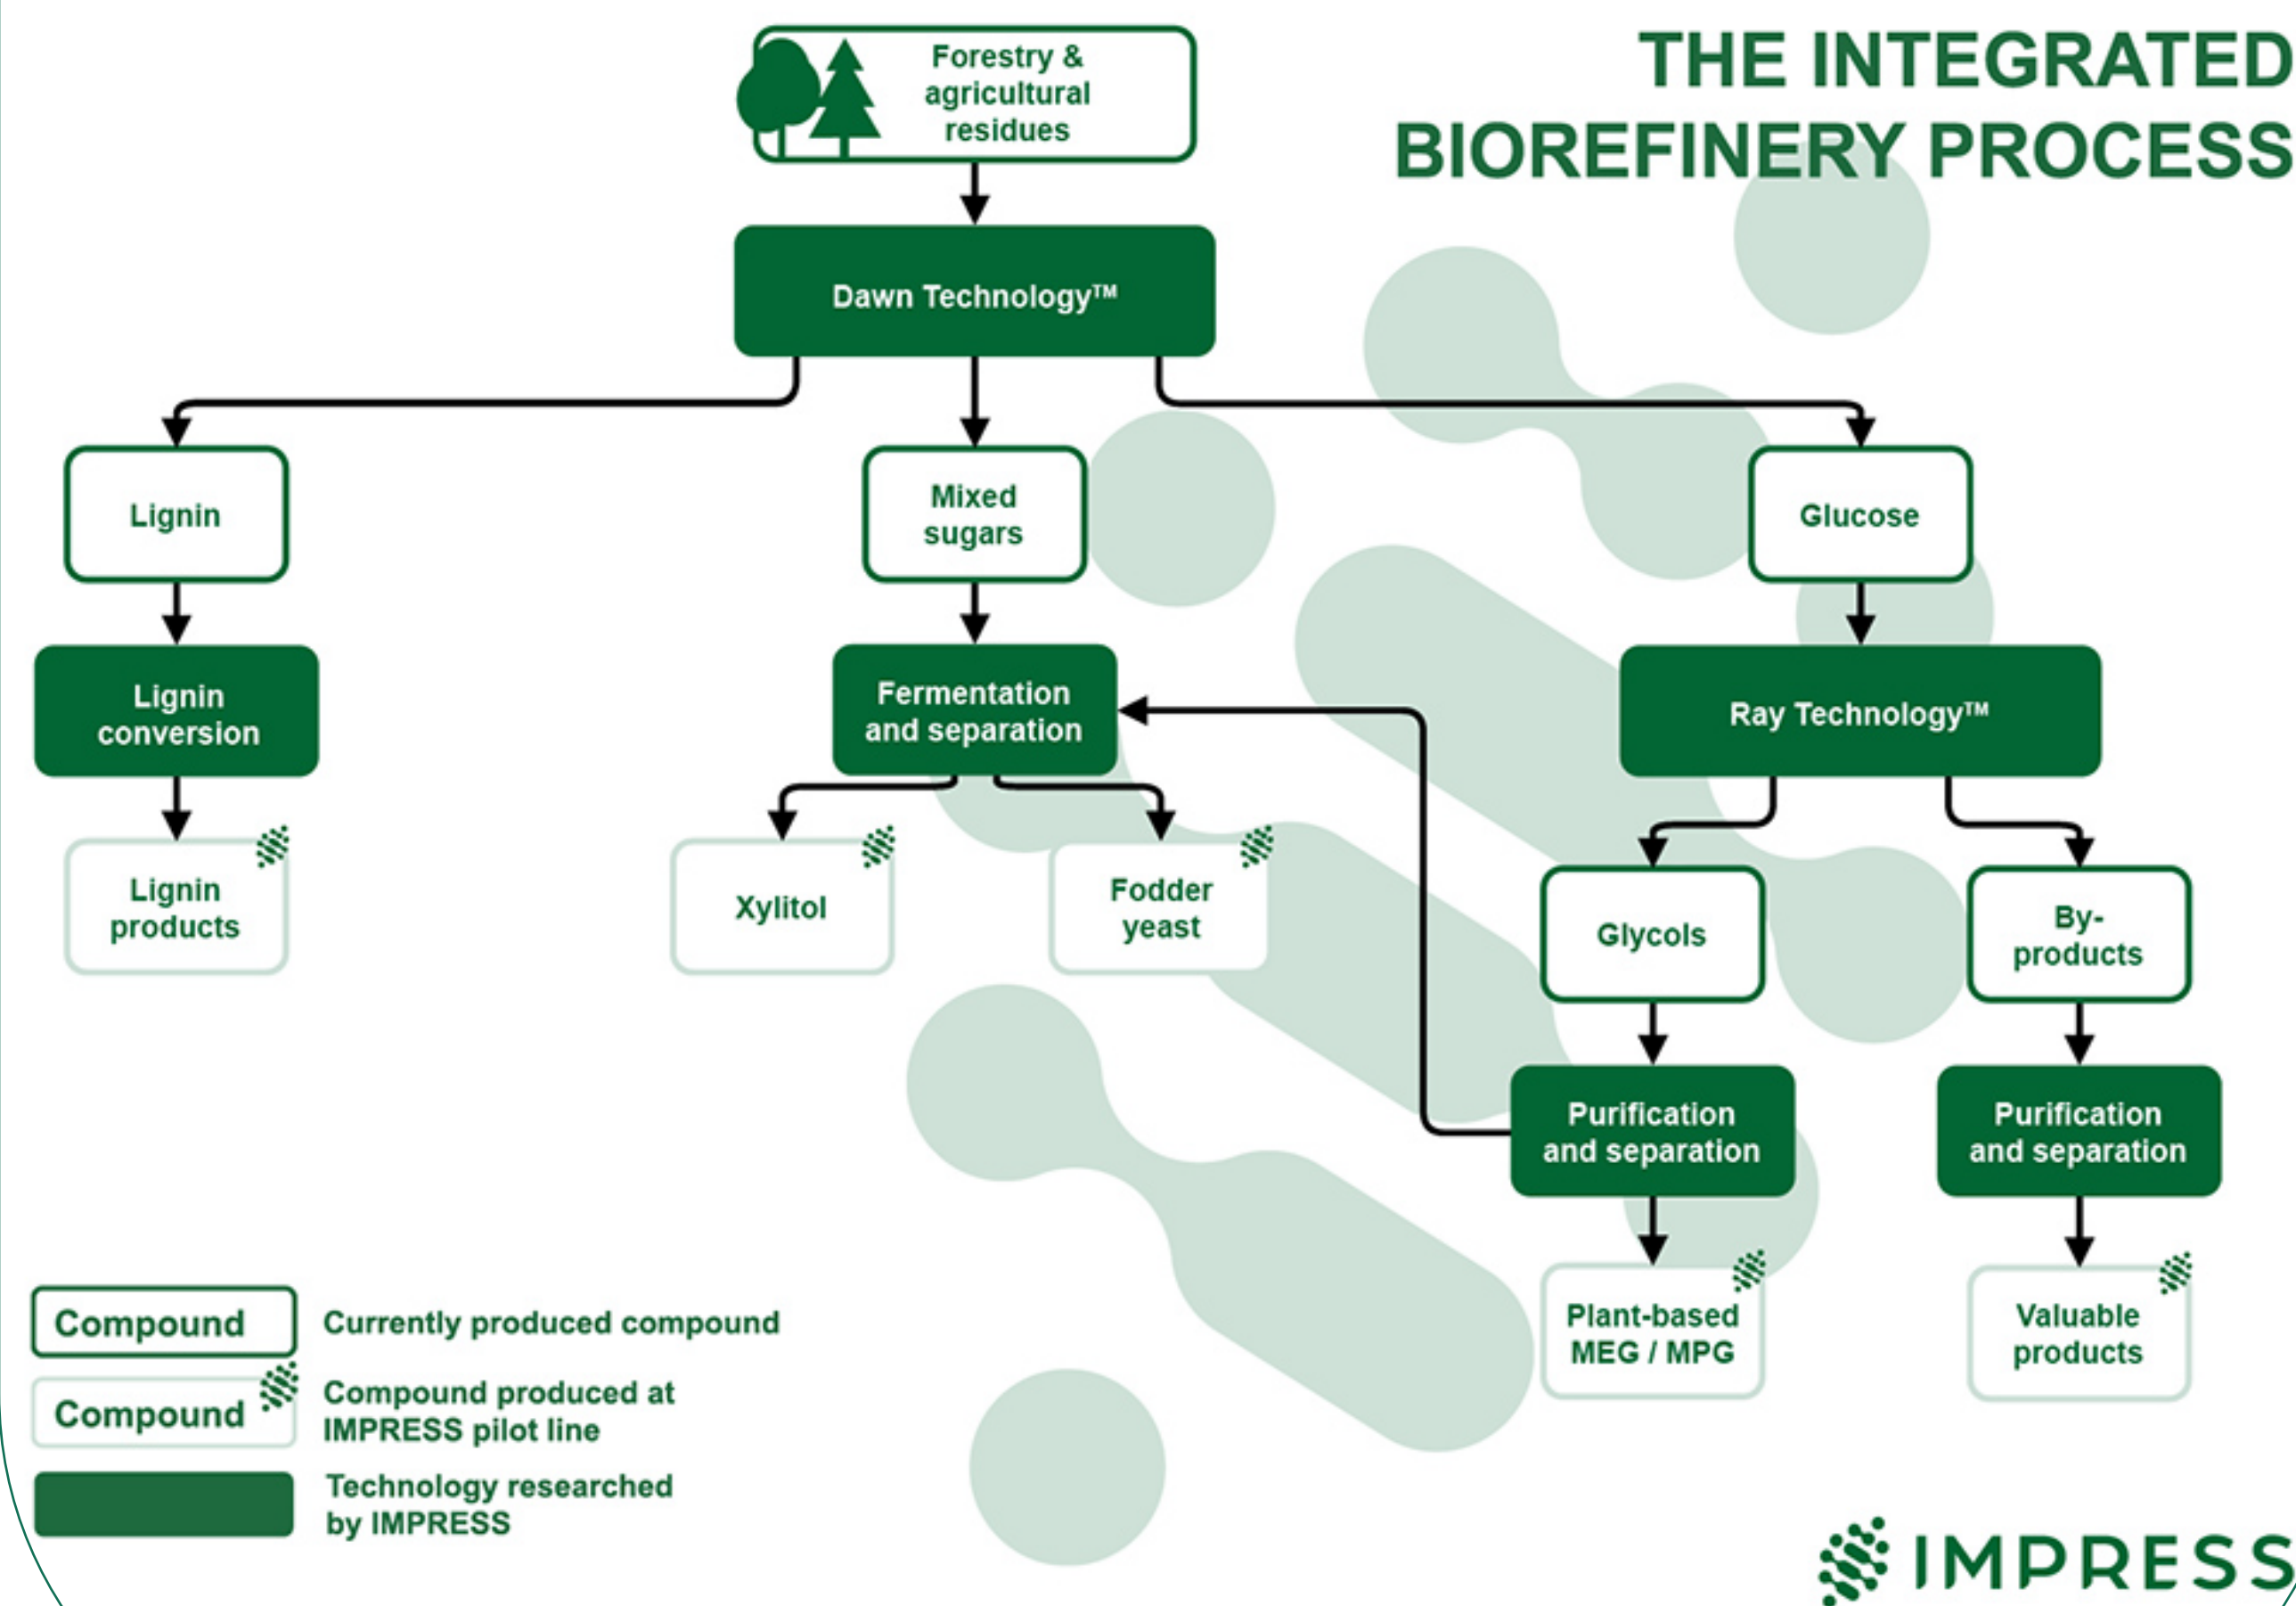 THE INTEGRATED
BIOREFINERY PROCESS
Forestry &
agricultural
residues
Dawn Technology™
Lignin
Mixed
sugars
Glucose
Lignin
conversion
Fermentation
and separation
Ray Technology™
Lignin
products
Xylitol
Fodder
yeast
Glycols
By-
products
Purification
and separation
Purification
and separation
Plant-based
MEG / MPG
Valuable
products
Compound
Currently produced compound
Compound
Compound produced at
IMPRESS pilot line
Technology researched
by IMPRESS
IMPRESS